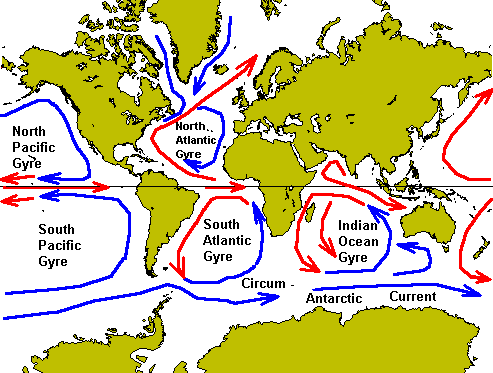 North
Pacific
Gyre
North
Atlantic
Gyre
South
Pacific
Gyre
South
Atlantic
Gyre
Indian
Ocean
Gyre
Circum -
Antarctic Current